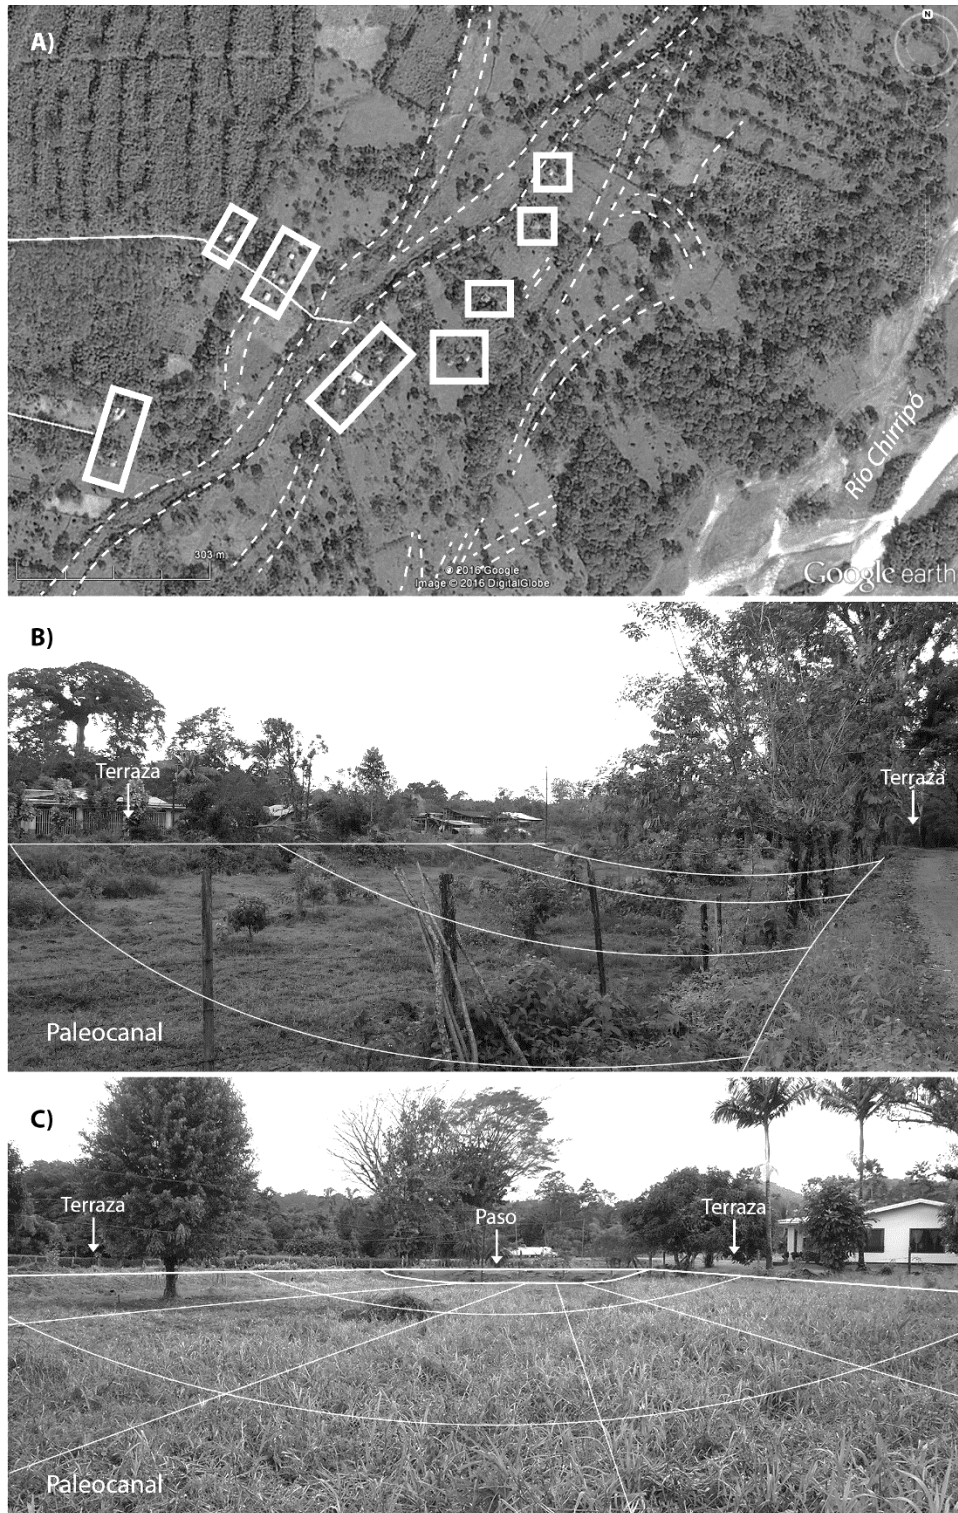 A)
N
Río Chirripó
303 m
© 2016 Google
Image © 2016 DigitalGlobe
Google earth
B)
Terraza
Terraza
Paleocanal
C)
Terraza
Paso
Terraza
Paleocanal